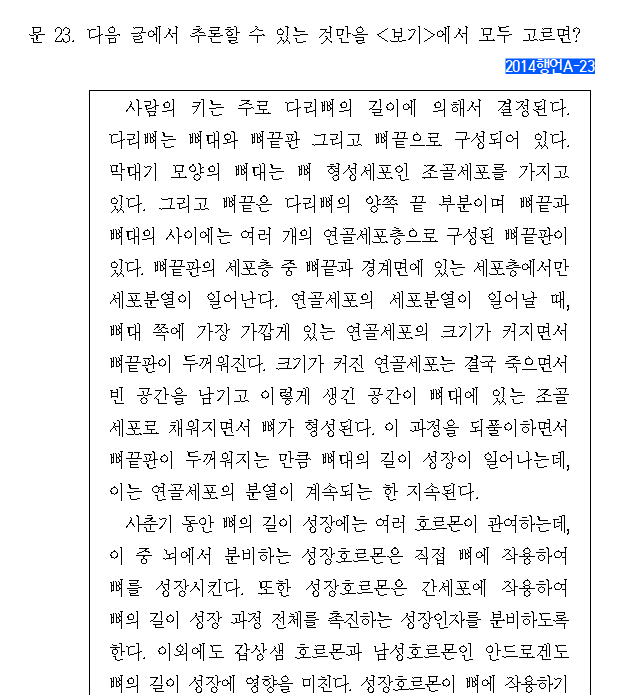 문 23. 다음 글에서 추론할 수 있는 것만을 <보기>에서 모두 고르면?
2014행언A-23
사람의 키는 주로 다리뼈의 길이에 의해서 결정된다.
다리뼈는 뼈대와 뼈끝판 그리고 뼈끝으로 구성되어 있다.
막대기 모양의 뼈대는 뼈 형성세포인 조골세포를 가지고
있다. 그리고 뼈끝은 다리뼈의 양쪽 끝 부분이며 뼈끝과
뼈대의 사이에는 여러 개의 연골세포층으로 구성된 뼈끝판이
있다. 뼈끝판의 세포층 중 뼈끝과 경계면에 있는 세포층에서만
세포분열이 일어난다. 연골세포의 세포분열이 일어날 때,
뼈대 쪽에 가장 가깝게 있는 연골세포의 크기가 커지면서
뼈끝판이 두꺼워진다. 크기가 커진 연골세포는 결국 죽으면서
빈 공간을 남기고 이렇게 생긴 공간이 뼈대에 있는 조골
세포로 채워지면서 뼈가 형성된다. 이 과정을 되풀이하면서
뼈끝판이 두꺼워지는 만큼 뼈대의 길이 성장이 일어나는데,
이는 연골세포의 분열이 계속되는 한 지속된다.
사춘기 동안 뼈의 길이 성장에는 여러 호르몬이 관여하는데,
이 중 뇌에서 분비하는 성장호르몬은 직접 뼈에 작용하여
뼈를 성장시킨다. 또한 성장호르몬은 간세포에 작용하여
뼈의 길이 성장 과정 전체를 촉진하는 성장인자를 분비하도록
한다. 이외에도 갑상샘 호르몬과 남성호르몬인 안드로겐도
뼈의 길이 성장에 영향을 미친다. 성장호르몬이 뼈에 작용하기